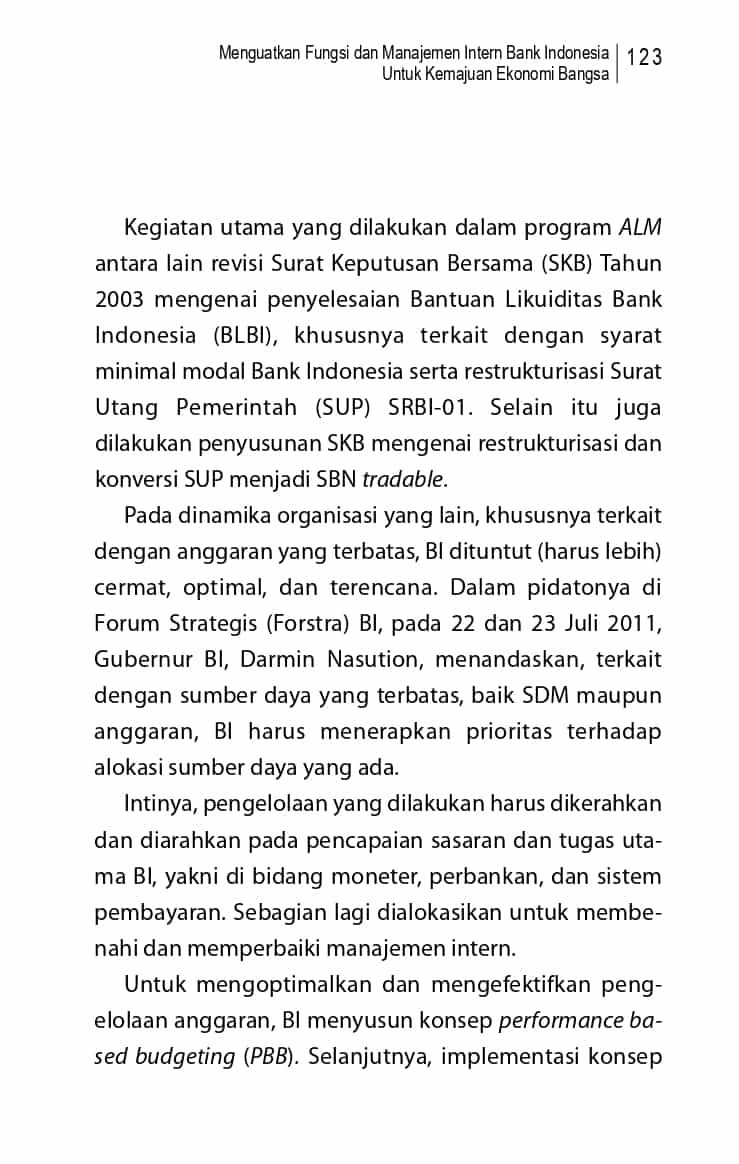 Menguatkan Fungsi dan Manajemen Intern Bank Indonesia
Untuk Kemajuan Ekonomi Bangsa
123
Kegiatan utama yang dilakukan dalam program ALM
antara lain revisi Surat Keputusan Bersama (SKB) Tahun
2003 mengenai penyelesaian Bantuan Likuiditas Bank
Indonesia (BLBI), khususnya terkait dengan syarat
minimal modal Bank Indonesia serta restrukturisasi Surat
Utang Pemerintah (SUP) SRBI-01. Selain itu juga
dilakukan penyusunan SKB mengenai restrukturisasi dan
konversi SUP menjadi SBN tradable.
Pada dinamika organisasi yang lain, khususnya terkait
dengan anggaran yang terbatas, BI dituntut (harus lebih)
cermat, optimal, dan terencana. Dalam pidatonya di
Forum Strategis (Forstra) BI, pada 22 dan 23 Juli 2011,
Gubernur BI, Darmin Nasution, menandaskan, terkait
dengan sumber daya yang terbatas, baik SDM maupun
anggaran, BI harus menerapkan prioritas terhadap
alokasi sumber daya yang ada.
Intinya, pengelolaan yang dilakukan harus dikerahkan
dan diarahkan pada pencapaian sasaran dan tugas uta-
ma BI, yakni di bidang moneter, perbankan, dan sistem
pembayaran. Sebagian lagi dialokasikan untuk membe-
nahi dan memperbaiki manajemen intern.
Untuk mengoptimalkan dan mengefektifkan peng-
elolaan anggaran, BI menyusun konsep performance ba-
sed budgeting (PBB). Selanjutnya, implementasi konsep